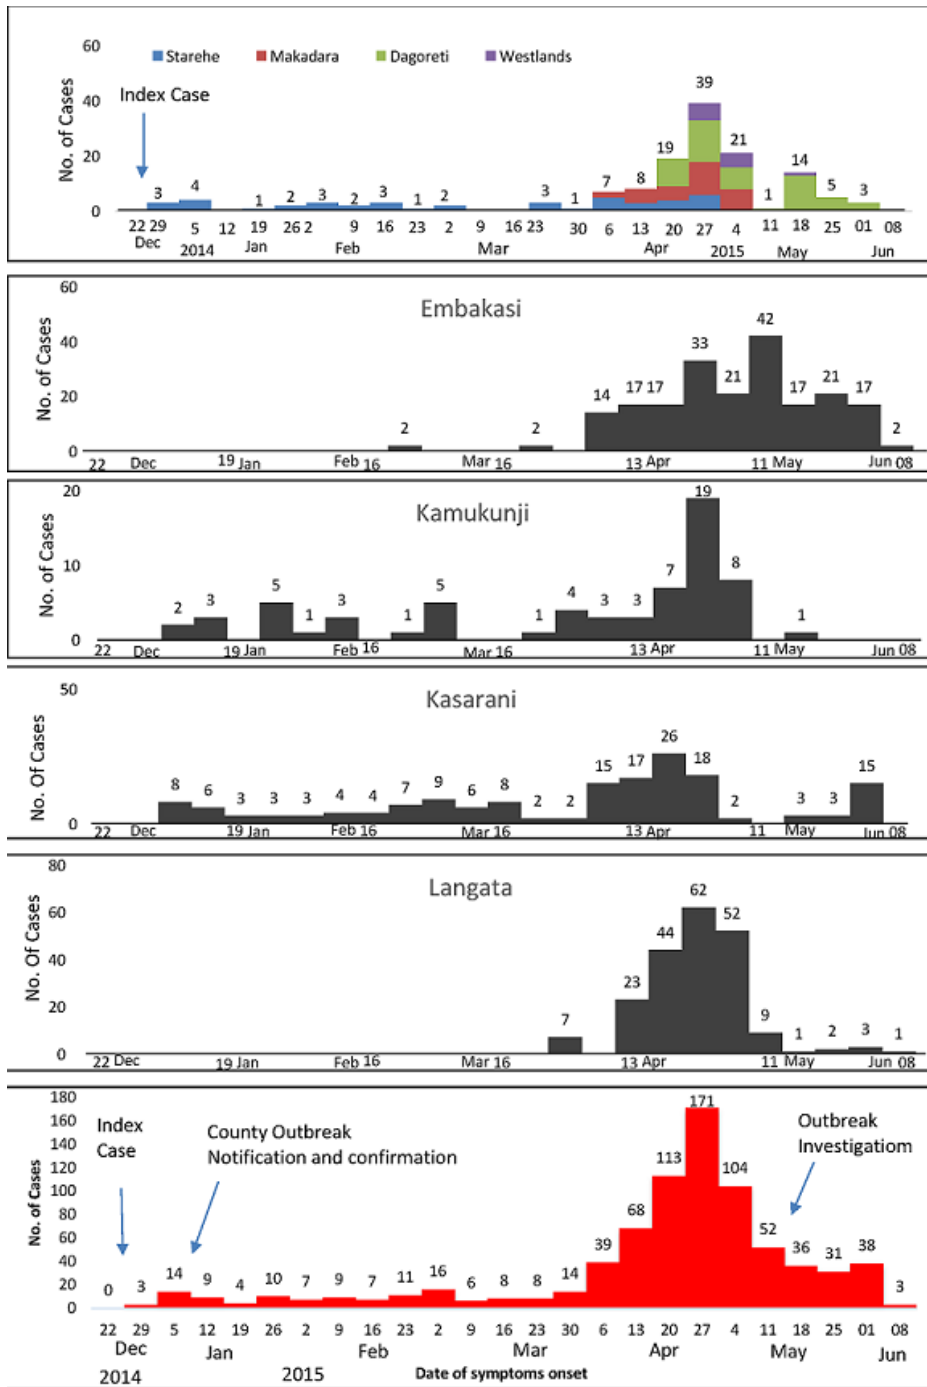 60
Starehe Makadara Dagoreti Westlands
39
Index Case
40
No. of Cases
19 21
20
14
3 4 1 2 3 2 3 1 2 3 1 7 8 1 5 3
0
22 29 5 12 19 26 2 9 16 23 2 9 16 23 30 6 13 20 27 4 11 18 25 01 08
Dec 2014 Jan Feb Mar Apr 2015 May Jun
60
Embakasi
42
40
No. of Cases
33
14 17 17 21 17 21 17
20
2 2 2
0
22 Dec 19 Jan Feb 16 Mar 16 13 Apr 11 May Jun 08
20
19
Kamukunji
No. of Cases
10
2 3 5 1 3 1 5 1 4 3 3 7 8 1
0
22 Dec 19 Jan Feb 16 Mar 16 13 Apr 11 May Jun 08
50
Kasarani
No. Of Cases
8 6 3 3 3 4 4 7 9 6 8 2 2 15 17 26 18 2 3 3 15
0
22 Dec 19 Jan Feb 16 Mar 16 13 Apr 11 May Jun 08
80
Langata
62
60
No. Of Cases
44 52
40
23
20
7 9 1 2 3 1
0
22 Dec 19 Jan Feb 16 Mar 16 13 Apr 11 May Jun 08
180
171
160
Index
Case
County Outbreak
Notification and confirmation
Outbreak
Investigatiom
140
120
No. of Cases
113
104
100
80
68
60
52
40
39 36 31 38
20
0 3 14 9 4 10 7 9 7 11 16 6 8 8 14 3
0
22 29 5 12 19 26 2 9 16 23 2 9 16 23 30 6 13 20 27 4 11 18 25 01 08
Dec Jan Feb Mar Apr May Jun
2014 2015 Date of symptoms onset